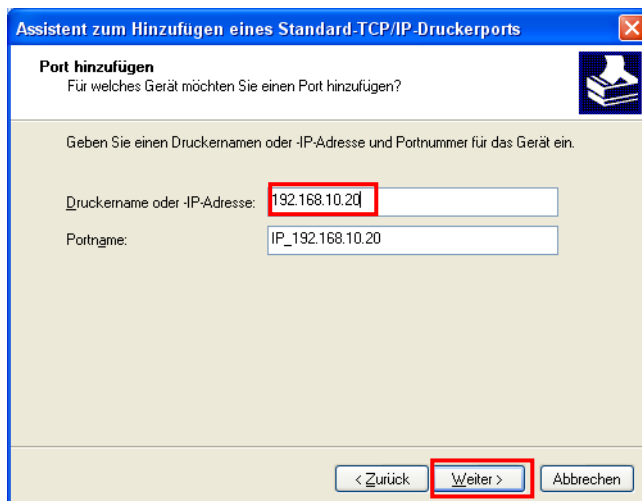 Assistent zum Hinzufügen eines Standard-TCP/IP-Druckerports
Port hinzufügen
Für welches Gerät möchten Sie einen Port hinzufügen?
Geben Sie einen Druckernamen oder -IP-Adresse und Portnummer für das Gerät ein.
Druckername oder -IP-Adresse: 192.168.10.20
Portname: IP_192.168.10.20
< Zurück Weiter > Abbrechen